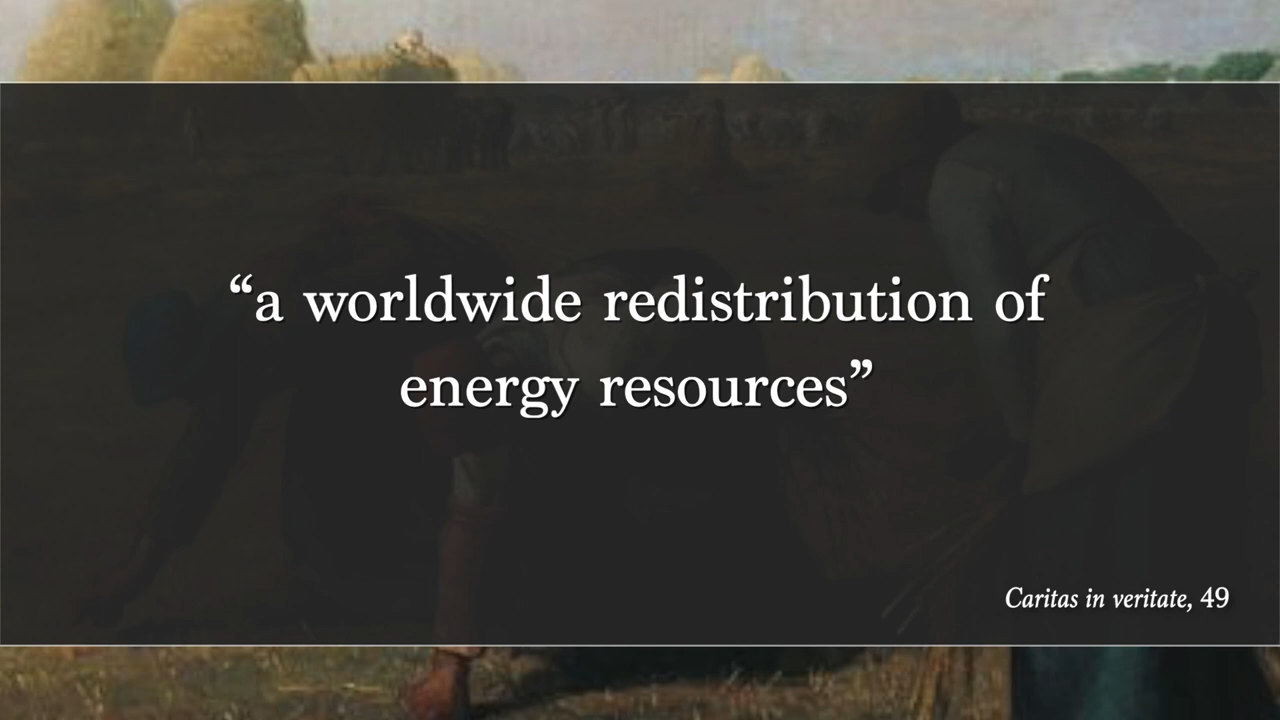 “a worldwide redistribution of
energy resources”
Caritas in veritate, 49